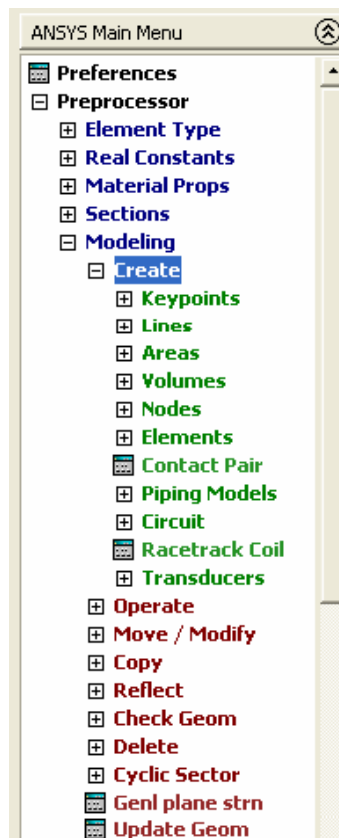 ANSYS Main Menu
Preferences
Preprocessor
Element Type
Real Constants
Material Props
Sections
Modeling
Create
Keypoints
Lines
Areas
Volumes
Nodes
Elements
Contact Pair
Piping Models
Circuit
Racetrack Coil
Transducers
Operate
Move / Modify
Copy
Reflect
Check Geom
Delete
Cyclic Sector
Genl plane strn
Update Geom